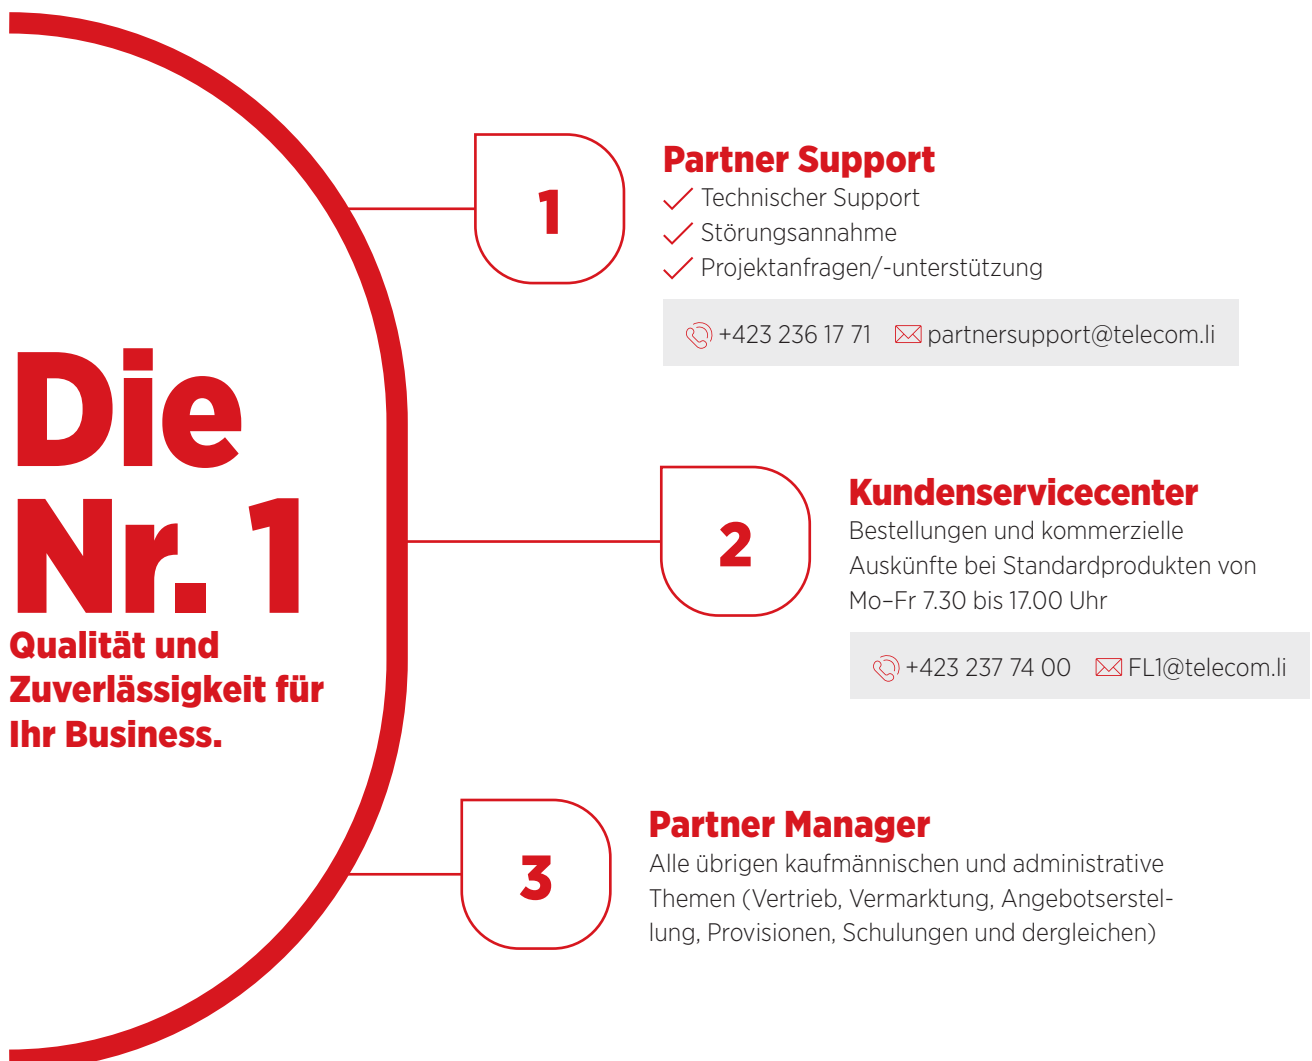 Die
Nr. 1
Qualität und
Zuverlässigkeit für
Ihr Business.
1
Partner Support
Technischer Support
Störungsannahme
Projektanfragen/-unterstützung
+423 236 17 71 partnersupport@telecom.li
2
Kundenservicecenter
Bestellungen und kommerzielle
Auskünfte bei Standardprodukten von
Mo–Fr 7.30 bis 17.00 Uhr
+423 237 74 00 FL1@telecom.li
3
Partner Manager
Alle übrigen kaufmännischen und administrative
Themen (Vertrieb, Vermarktung, Angebotserstel-
lung, Provisionen, Schulungen und dergleichen)